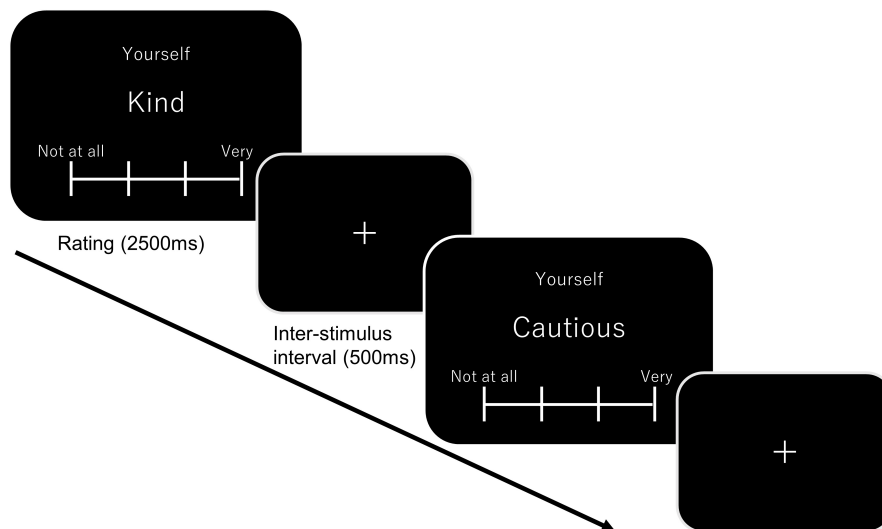 Yourself
Kind
Not at all Very
Rating (2500ms)
Inter-stimulus
interval (500ms)
Yourself
Cautious
Not at all Very